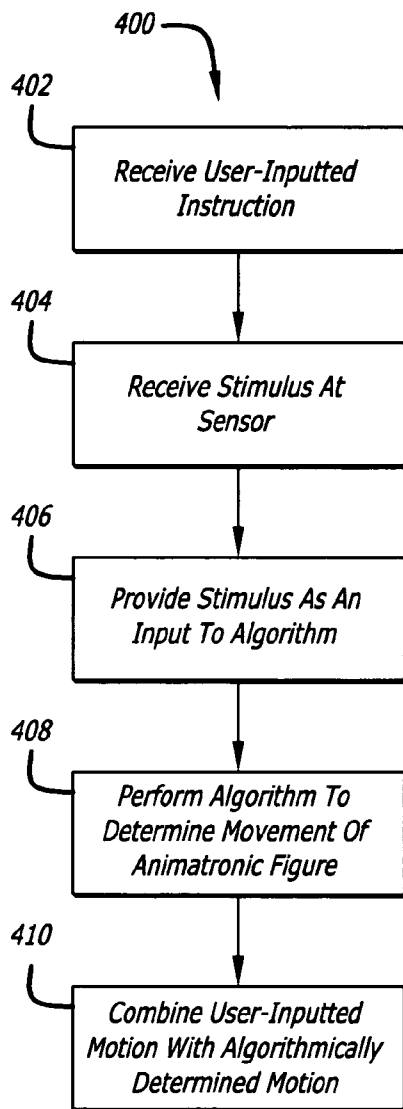 400
402
Receive User-Inputted
Instruction
404
Receive Stimulus At
Sensor
406
Provide Stimulus As An
Input To Algorithm
408
Perform Algorithm To
Determine Movement Of
Animatronic Figure
410
Combine User-Inputted
Motion With Algorithmically
Determined Motion